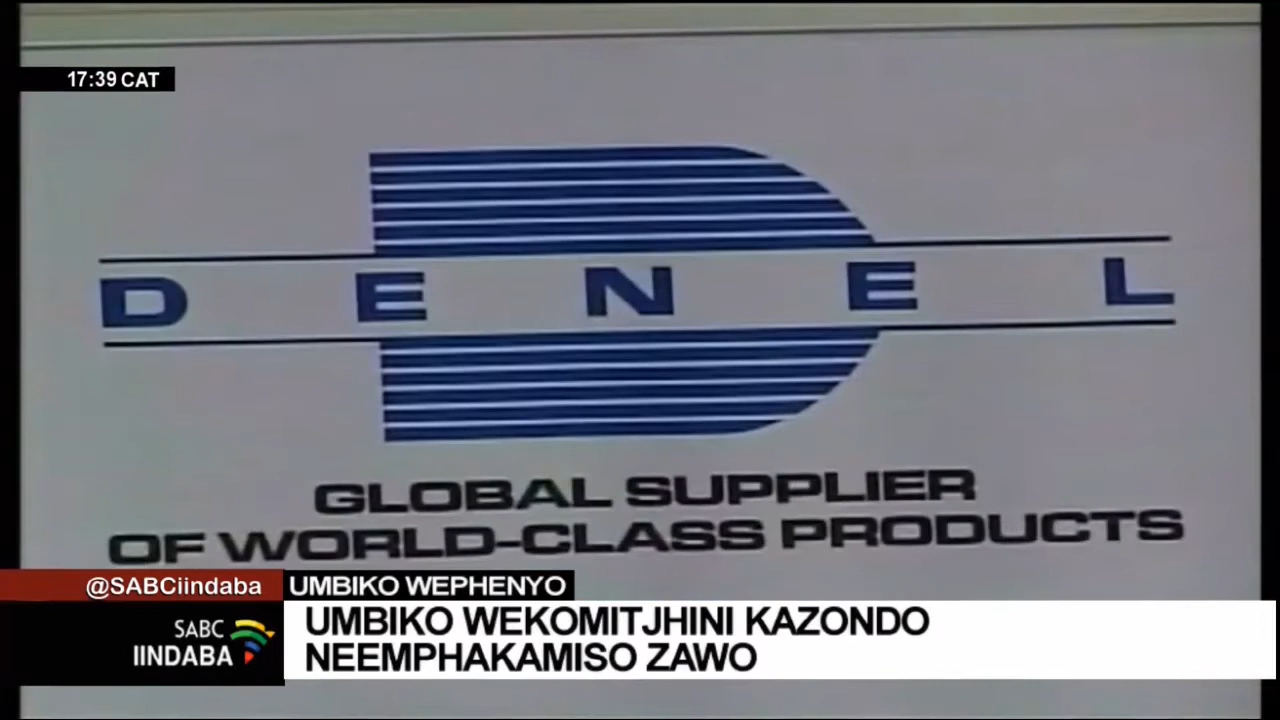 17:39 CAT
D E N E L
GLOBAL SUPPLIER
OF WORLD-CLASS PRODUCTS
@SABCiindaba
UMBIKO WEPHENYO
SABC
IINDABA
UMBIKO WEKOMITJHINI KAZONDO
NEEMPHAKAMISO ZAWO